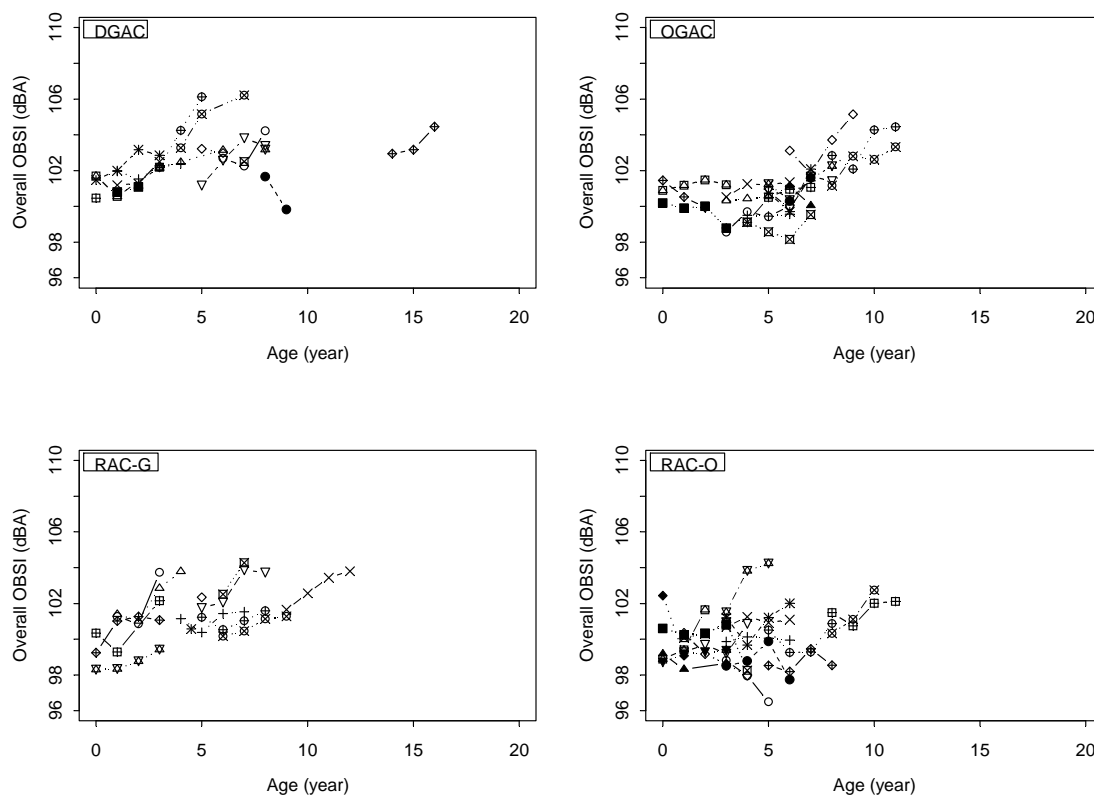 DGAC
Overall OBSI (dBA)
96 98 102 106 110
0 5 10 15 20
Age (year)
OGAC
Overall OBSI (dBA)
96 98 102 106 110
0 5 10 15 20
Age (year)
RAC-G
Overall OBSI (dBA)
96 98 102 106 110
0 5 10 15 20
Age (year)
RAC-O
Overall OBSI (dBA)
96 98 102 106 110
0 5 10 15 20
Age (year)